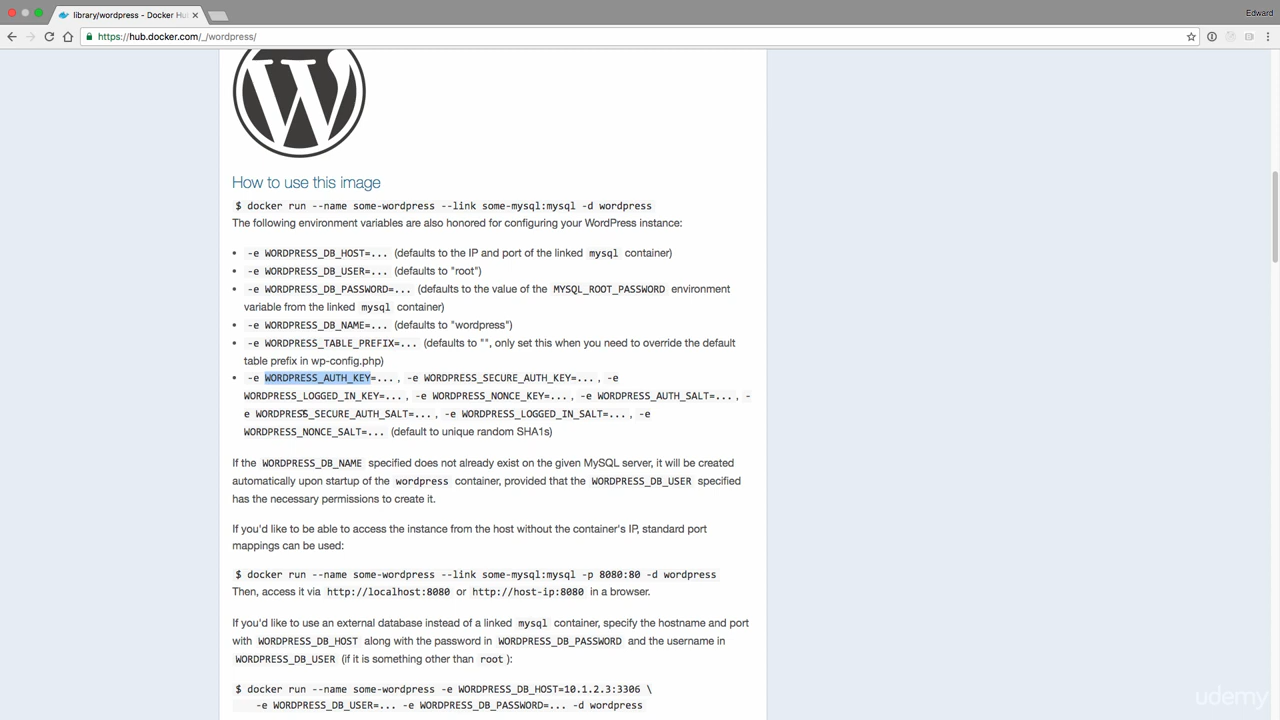 library/wordpress - Docker Hu
Edward
https://hub.docker.com/_/wordpress/
How to use this image
$ docker run --name some-wordpress --link some-mysql:mysql -d wordpress
The following environment variables are also honored for configuring your WordPress instance:
• -e WORDPRESS_DB_HOST=... (defaults to the IP and port of the linked mysql container)
• -e WORDPRESS_DB_USER=... (defaults to "root")
• -e WORDPRESS_DB_PASSWORD=... (defaults to the value of the MYSQL_ROOT_PASSWORD environment
variable from the linked mysql container)
• -e WORDPRESS_DB_NAME=... (defaults to "wordpress")
• -e WORDPRESS_TABLE_PREFIX=... (defaults to "", only set this when you need to override the default
table prefix in wp-config.php)
• -e WORDPRESS_AUTH_KEY=... , -e WORDPRESS_SECURE_AUTH_KEY=... , -e
WORDPRESS_LOGGED_IN_KEY=... , -e WORDPRESS_NONCE_KEY=... , -e WORDPRESS_AUTH_SALT=... , -
e WORDPRESS_SECURE_AUTH_SALT=... , -e WORDPRESS_LOGGED_IN_SALT=... , -e
WORDPRESS_NONCE_SALT=... (default to unique random SHA1s)
If the WORDPRESS_DB_NAME specified does not already exist on the given MySQL server, it will be created
automatically upon startup of the wordpress container, provided that the WORDPRESS_DB_USER specified
has the necessary permissions to create it.
If you'd like to be able to access the instance from the host without the container's IP, standard port
mappings can be used:
$ docker run --name some-wordpress --link some-mysql:mysql -p 8080:80 -d wordpress
Then, access it via http://localhost:8080 or http://host-ip:8080 in a browser.
If you'd like to use an external database instead of a linked mysql container, specify the hostname and port
with WORDPRESS_DB_HOST along with the password in WORDPRESS_DB_PASSWORD and the username in
WORDPRESS_DB_USER (if it is something other than root ):
$ docker run --name some-wordpress -e WORDPRESS_DB_HOST=10.1.2.3:3306 \
-e WORDPRESS_DB_USER=... -e WORDPRESS_DB_PASSWORD=... -d wordpress
udemy